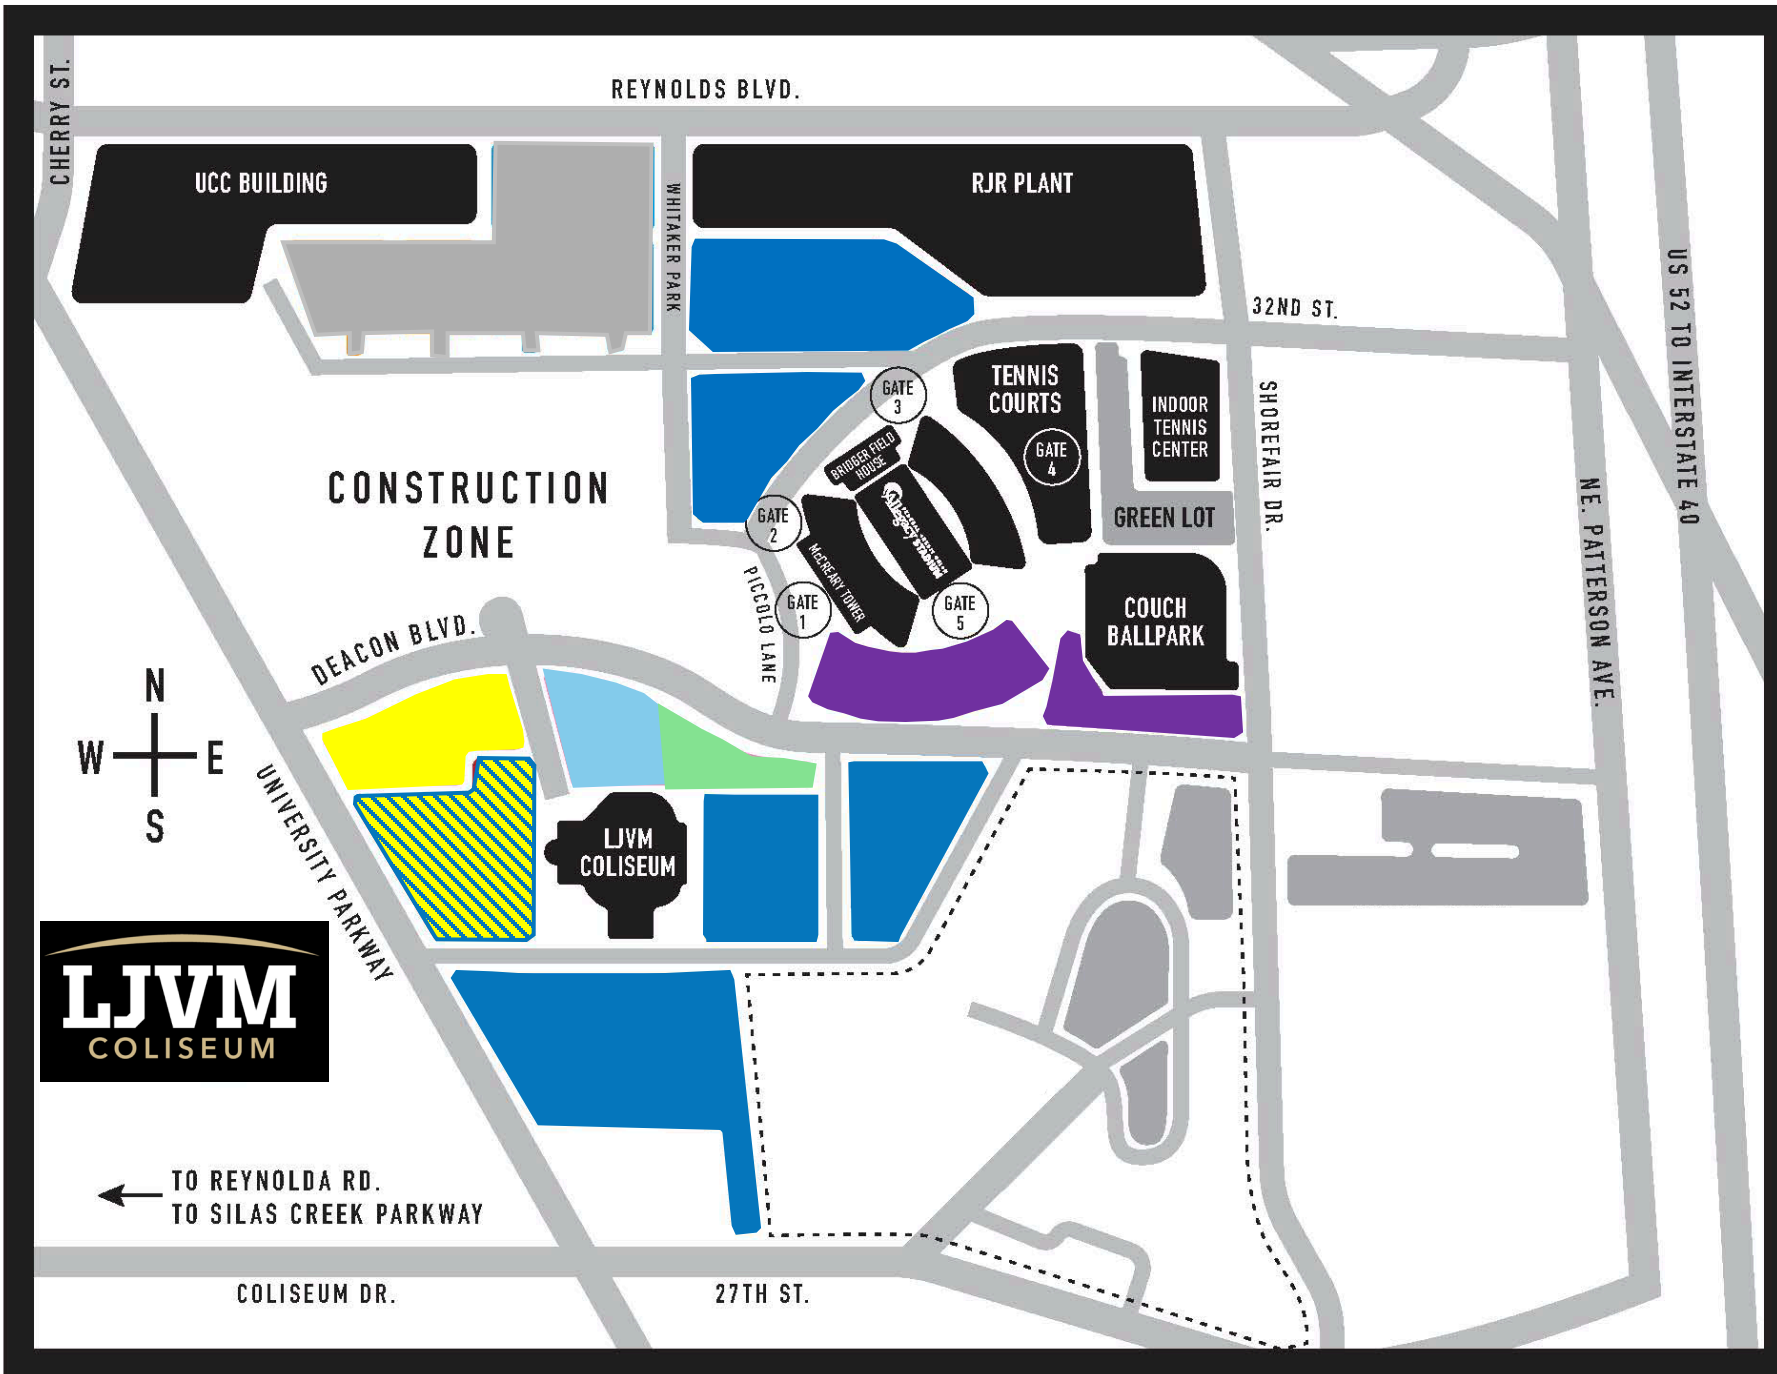 REYNOLDS BLVD.
CHERRY ST.
UCC BUILDING
WHITAKER PARK
RJR PLANT
32ND ST.
US 52 TO INTERSTATE 40
TENNIS
COURTS
GATE
3
GATE
4
INDOOR
TENNIS
CENTER
SHOREFAIR DR.
BRIDGER FIELD
HOUSE
Allegacy
STADIUM
GREEN LOT
NE. PATTERSON AVE.
CONSTRUCTION
ZONE
GATE
2
McCREARY TOWER
GATE
1
GATE
5
PICCOLO LANE
COUCH
BALLPARK
DEACON BLVD.
N
W
E
S
UNIVERSITY PARKWAY
LJVM
COLISEUM
LJVM
COLISEUM
TO REYNOLDA RD.
TO SILAS CREEK PARKWAY
COLISEUM DR.
27TH ST.